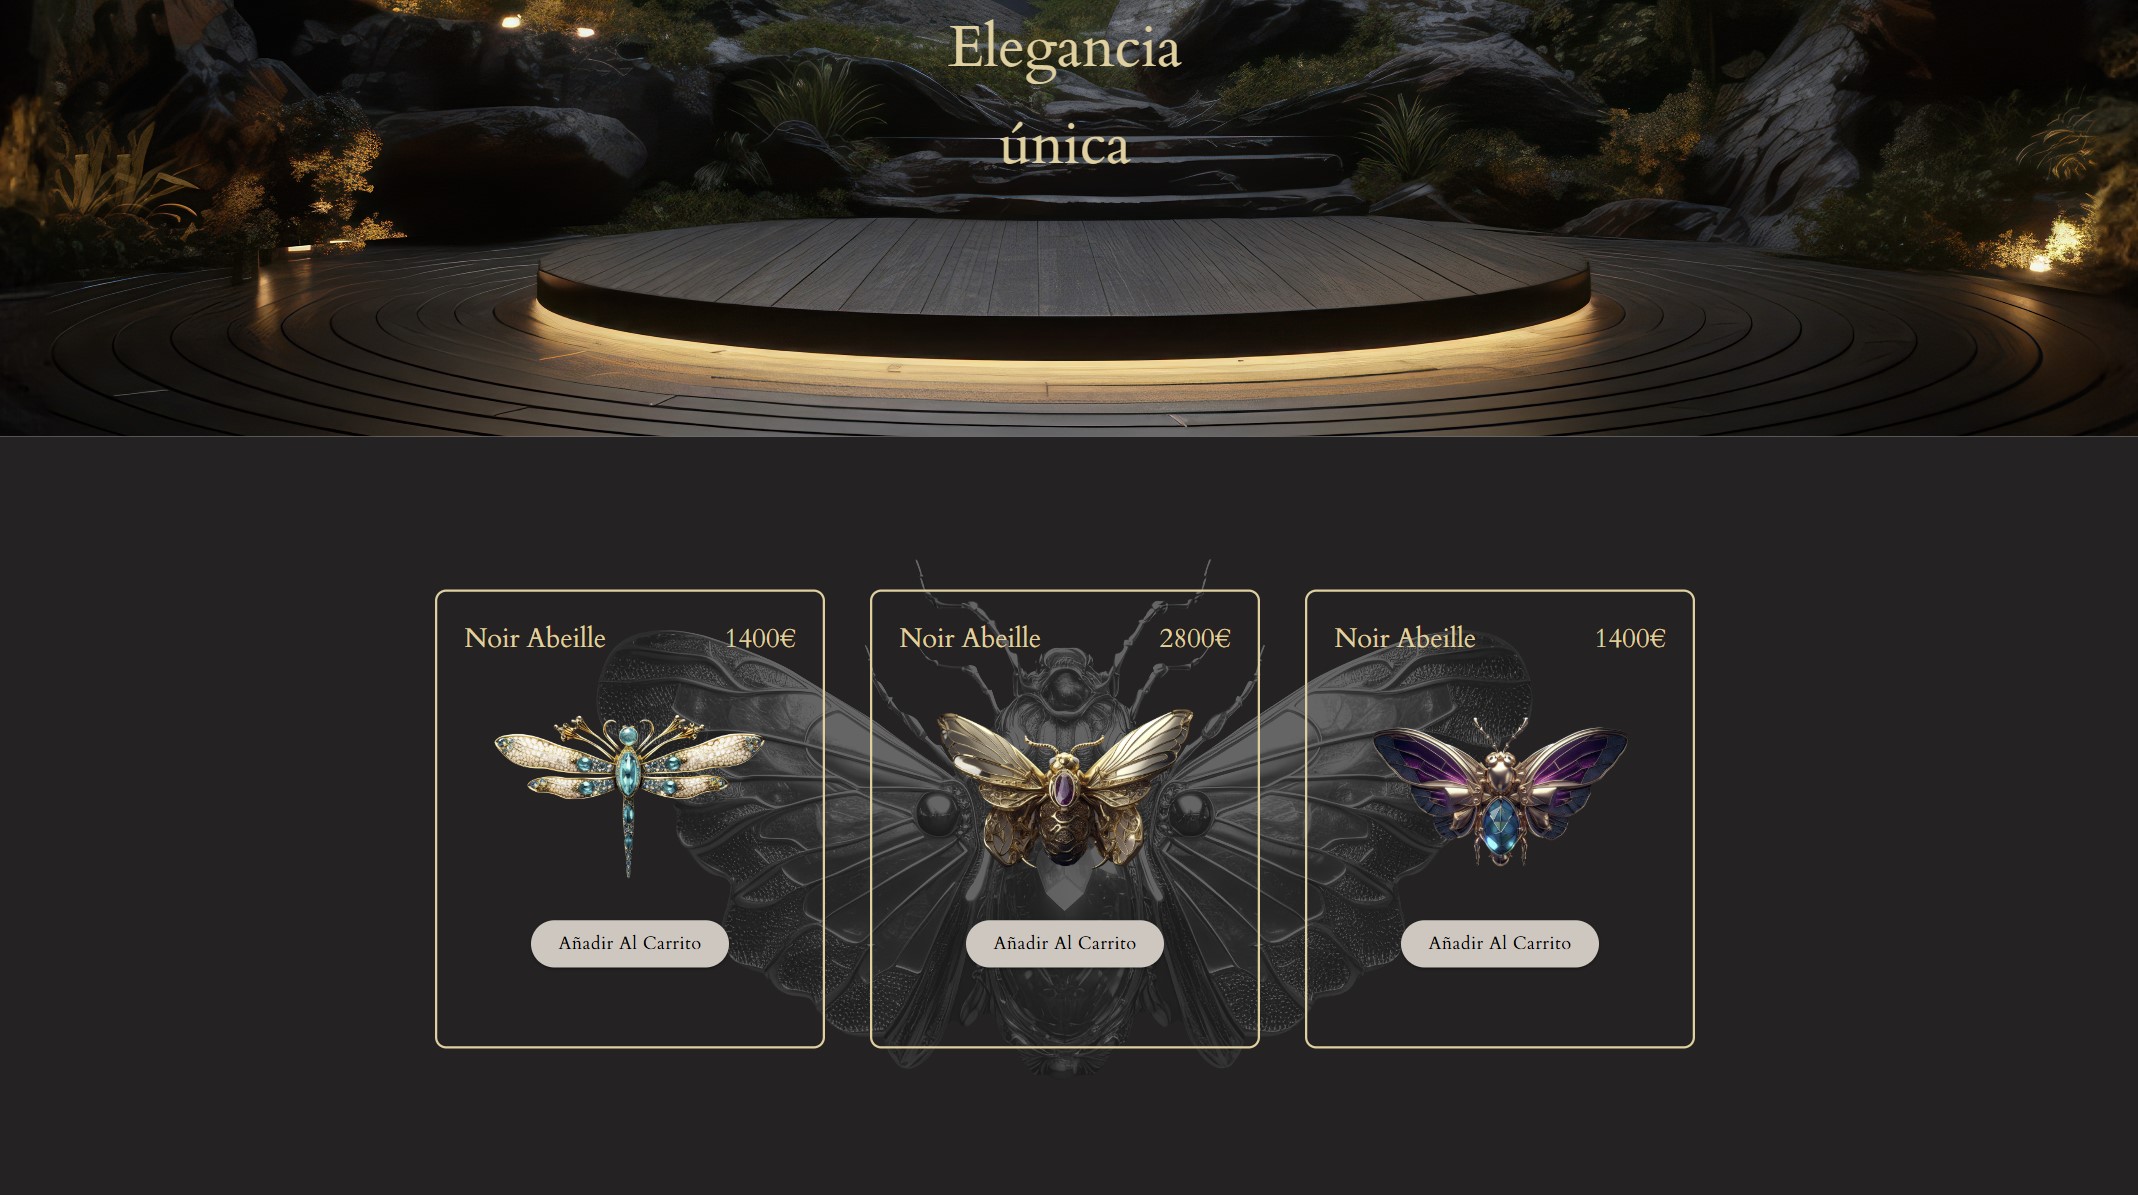 Elegancia
única
Noir Abeille 1400€
Añadir Al Carrito
Noir Abeille 2800€
Añadir Al Carrito
Noir Abeille 1400€
Añadir Al Carrito